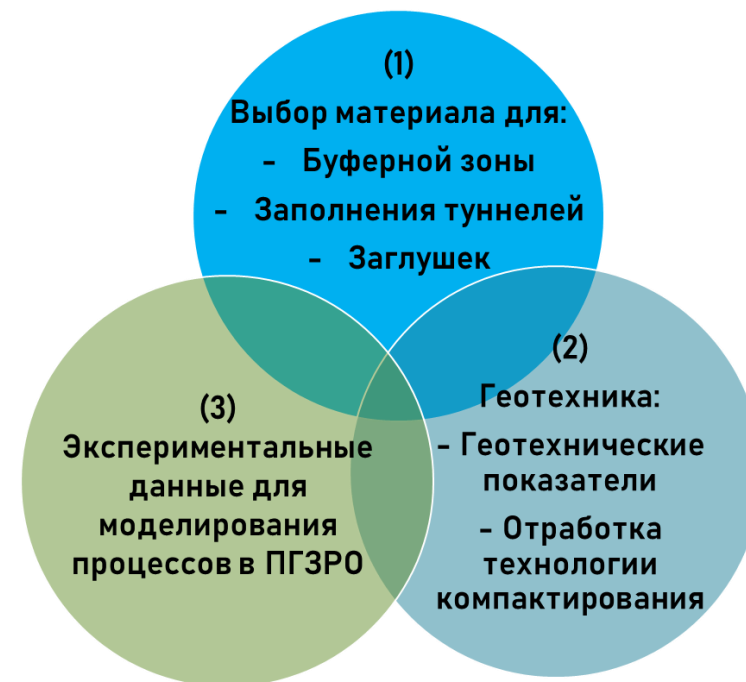 (1)
Выбор материала для:
- Буферной зоны
- Заполнения туннелей
- Заглушек
(2)
Геотехника:
- Геотехнические
показатели
- Отработка
технологии
компактирования
(3)
Экспериментальные
данные для
моделирования
процессов в ПГЗРО